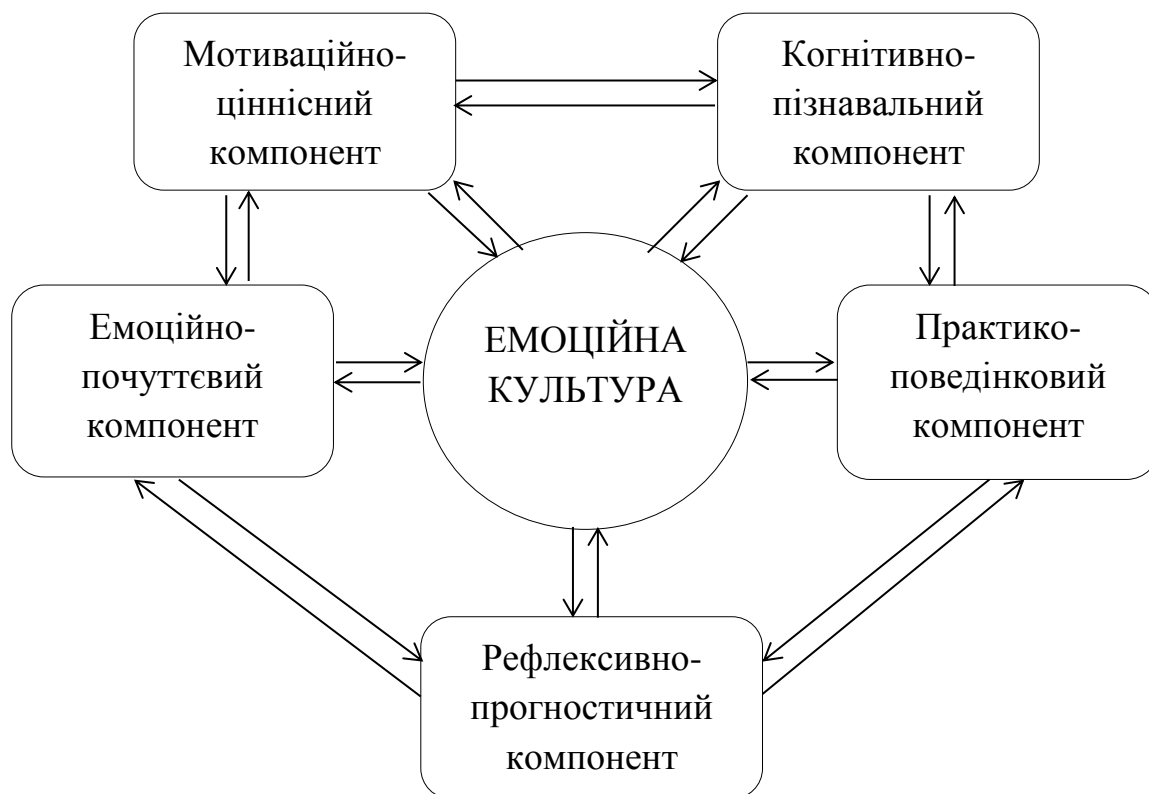 Мотиваційно-
ціннісний
компонент
Когнітивно-
пізнавальний
компонент
Емоційно-
почуттєвий
компонент
ЕМОЦІЙНА
КУЛЬТУРА
Практико-
поведінковий
компонент
Рефлексивно-
прогностичний
компонент